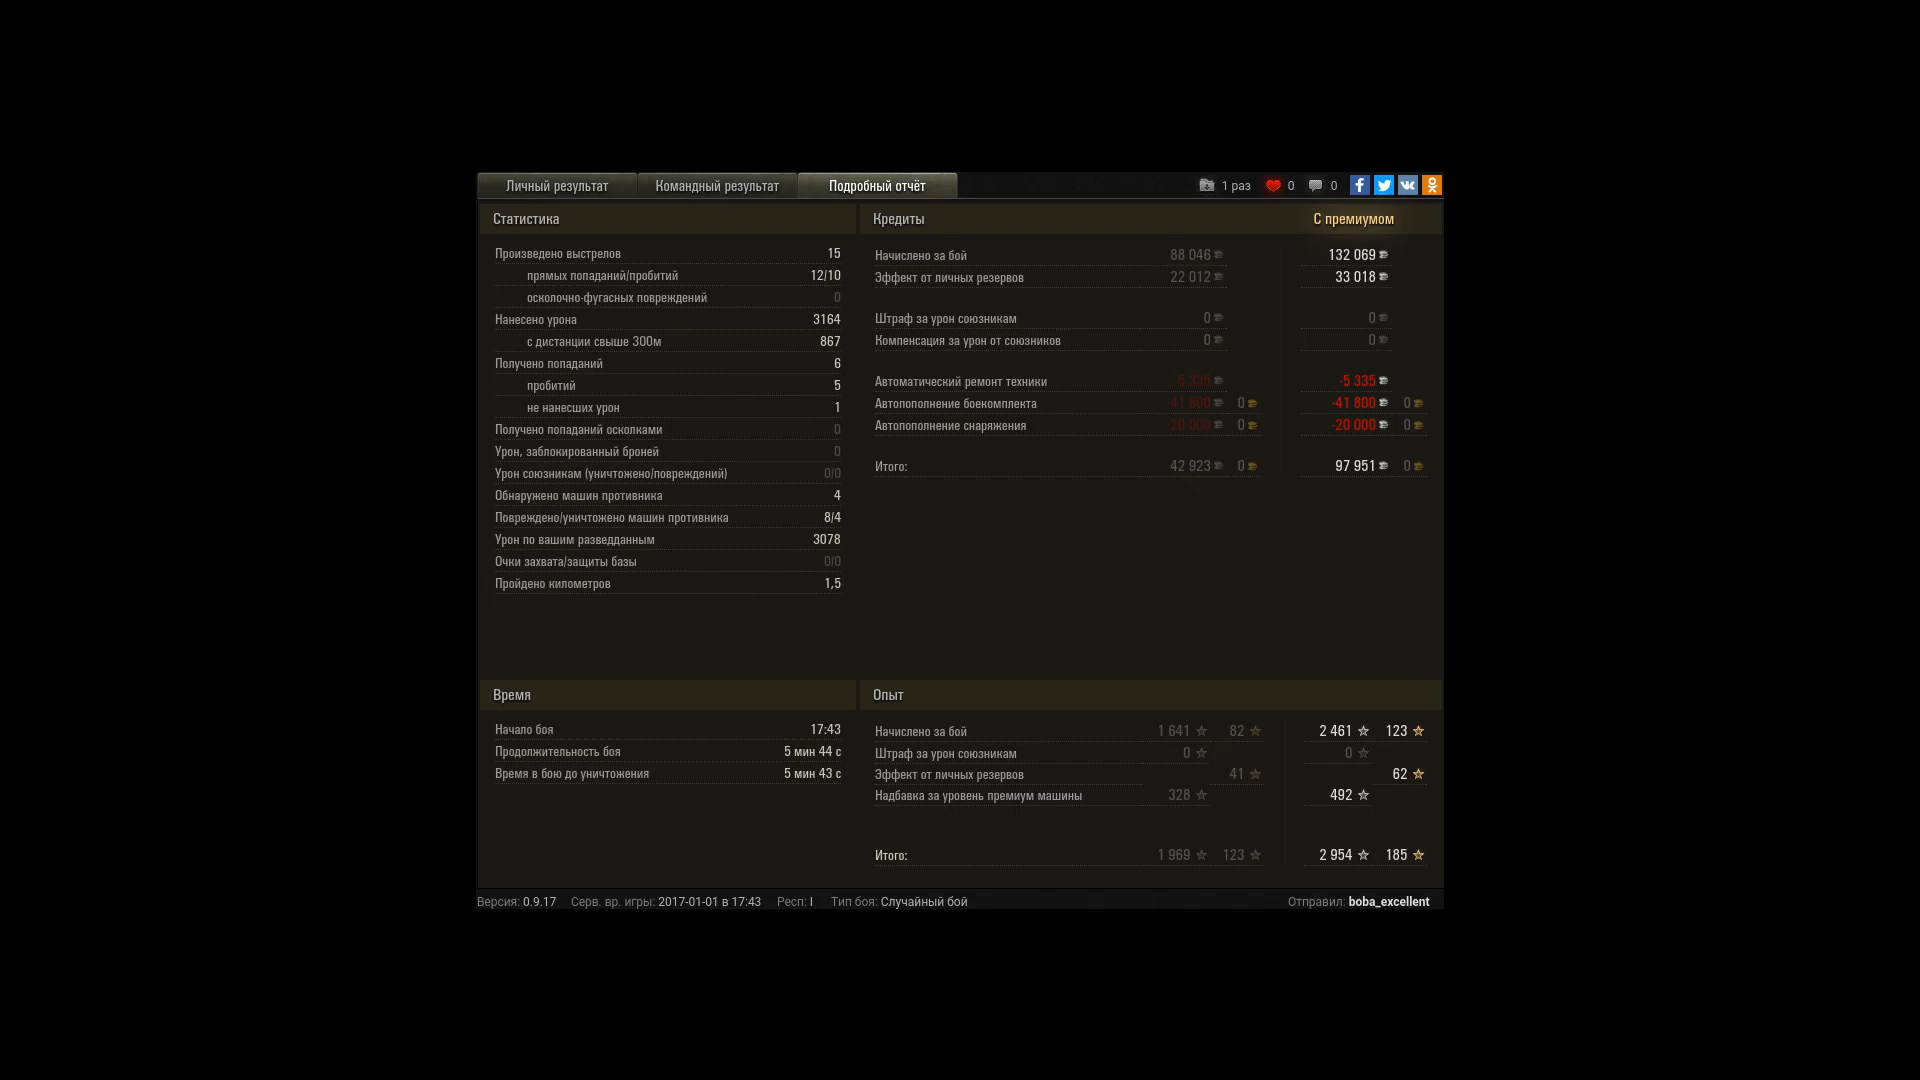 Личный результат Командный результат Подробный отчёт 1 раз 0 0
Статистика
Произведено выстрелов 15
прямых попаданий/пробитий 12/10
осколочно-фугасных повреждений 0
Нанесено урона 3164
с дистанции свыше 300м 867
Получено попаданий 6
пробитий 5
не нанесших урон 1
Получено попаданий осколками 0
Урон, заблокированный броней 0
Урон союзникам (уничтожено/повреждений) 0/0
Обнаружено машин противника 4
Повреждено/уничтожено машин противника 8/4
Урон по вашим разведданным 3078
Очки захвата/защиты базы 0/0
Пройдено километров 1,5
Кредиты С премиумом
Начислено за бой 88 046 132 069
Эффект от личных резервов 22 012 33 018
Штраф за урон союзникам 0 0
Компенсация за урон от союзников 0 0
Автоматический ремонт техники -5 335 -5 335
Автопополнение боекомплекта -41 800 0 -41 800 0
Автопополнение снаряжения -20 000 0 -20 000 0
Итого: 42 923 0 97 951 0
Время
Начало боя 17:43
Продолжительность боя 5 мин 44 с
Время в бою до уничтожения 5 мин 43 с
Опыт
Начислено за бой 1 641 82 2 461 123
Штраф за урон союзникам 0 0
Эффект от личных резервов 41 62
Надбавка за уровень премиум машины 328 492
Итого: 1 969 123 2 954 185
Версия: 0.9.17 Серв. вр. игры: 2017-01-01 в 17:43 Респ: I Тип боя: Случайный бой Отправил: boba_excellent